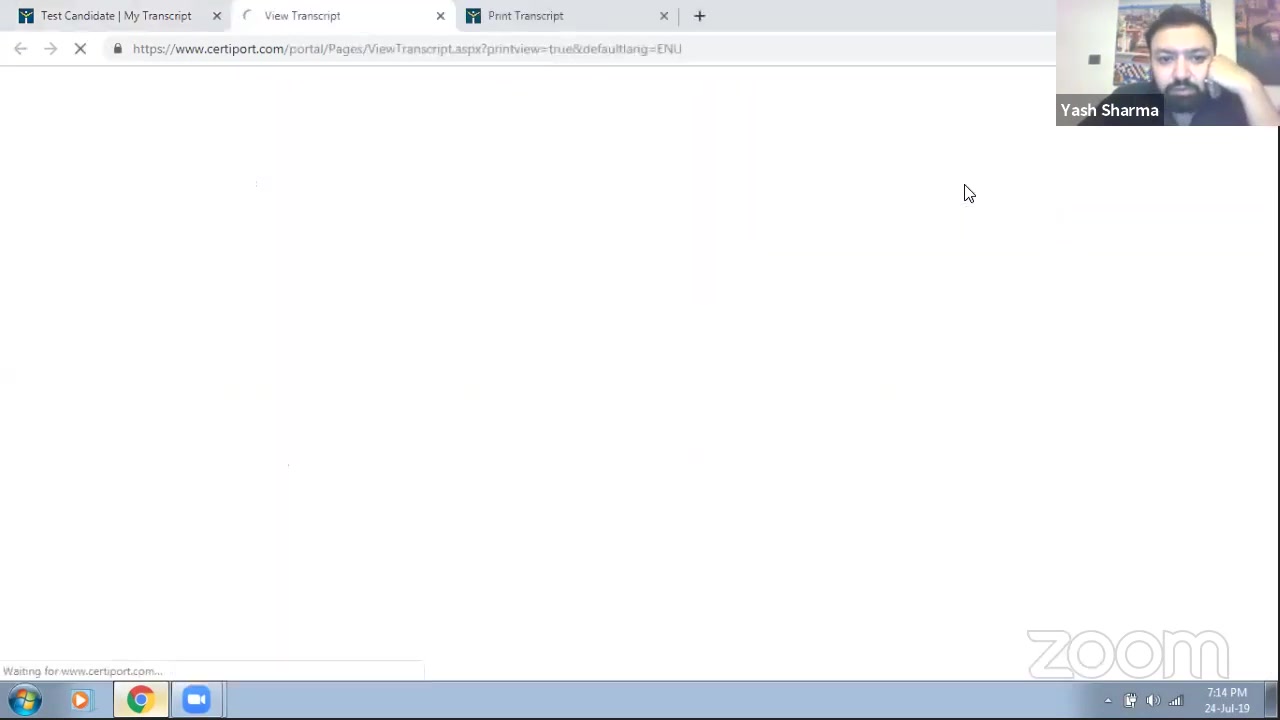 Test Candidate | My Transcript
View Transcript
Print Transcript
https://www.certiport.com/portal/Pages/ViewTranscript.aspx?printview=true&defaultlang=ENU
Yash Sharma
zoom
Waiting for www.certiport.com...
7:14 PM
24-Jul-19